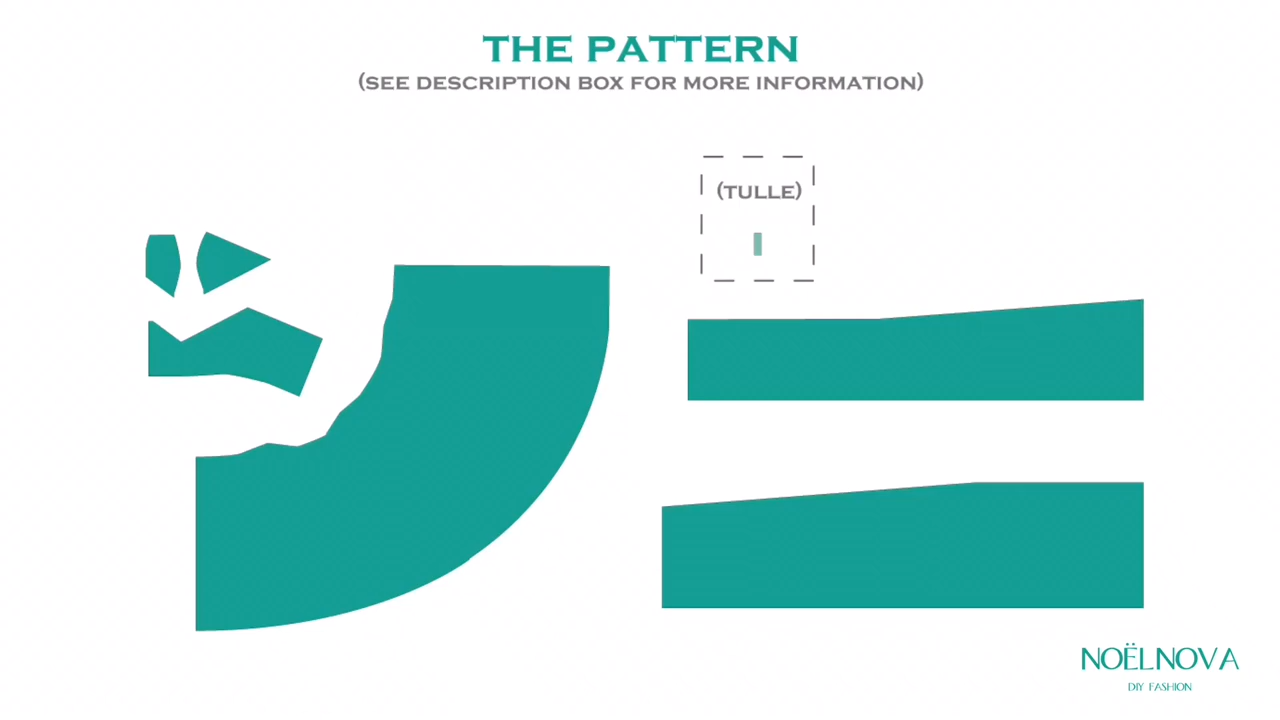 THE PATTERN
(SEE DESCRIPTION BOX FOR MORE INFORMATION)
(TULLE)
NOËLNOVA
DIY FASHION